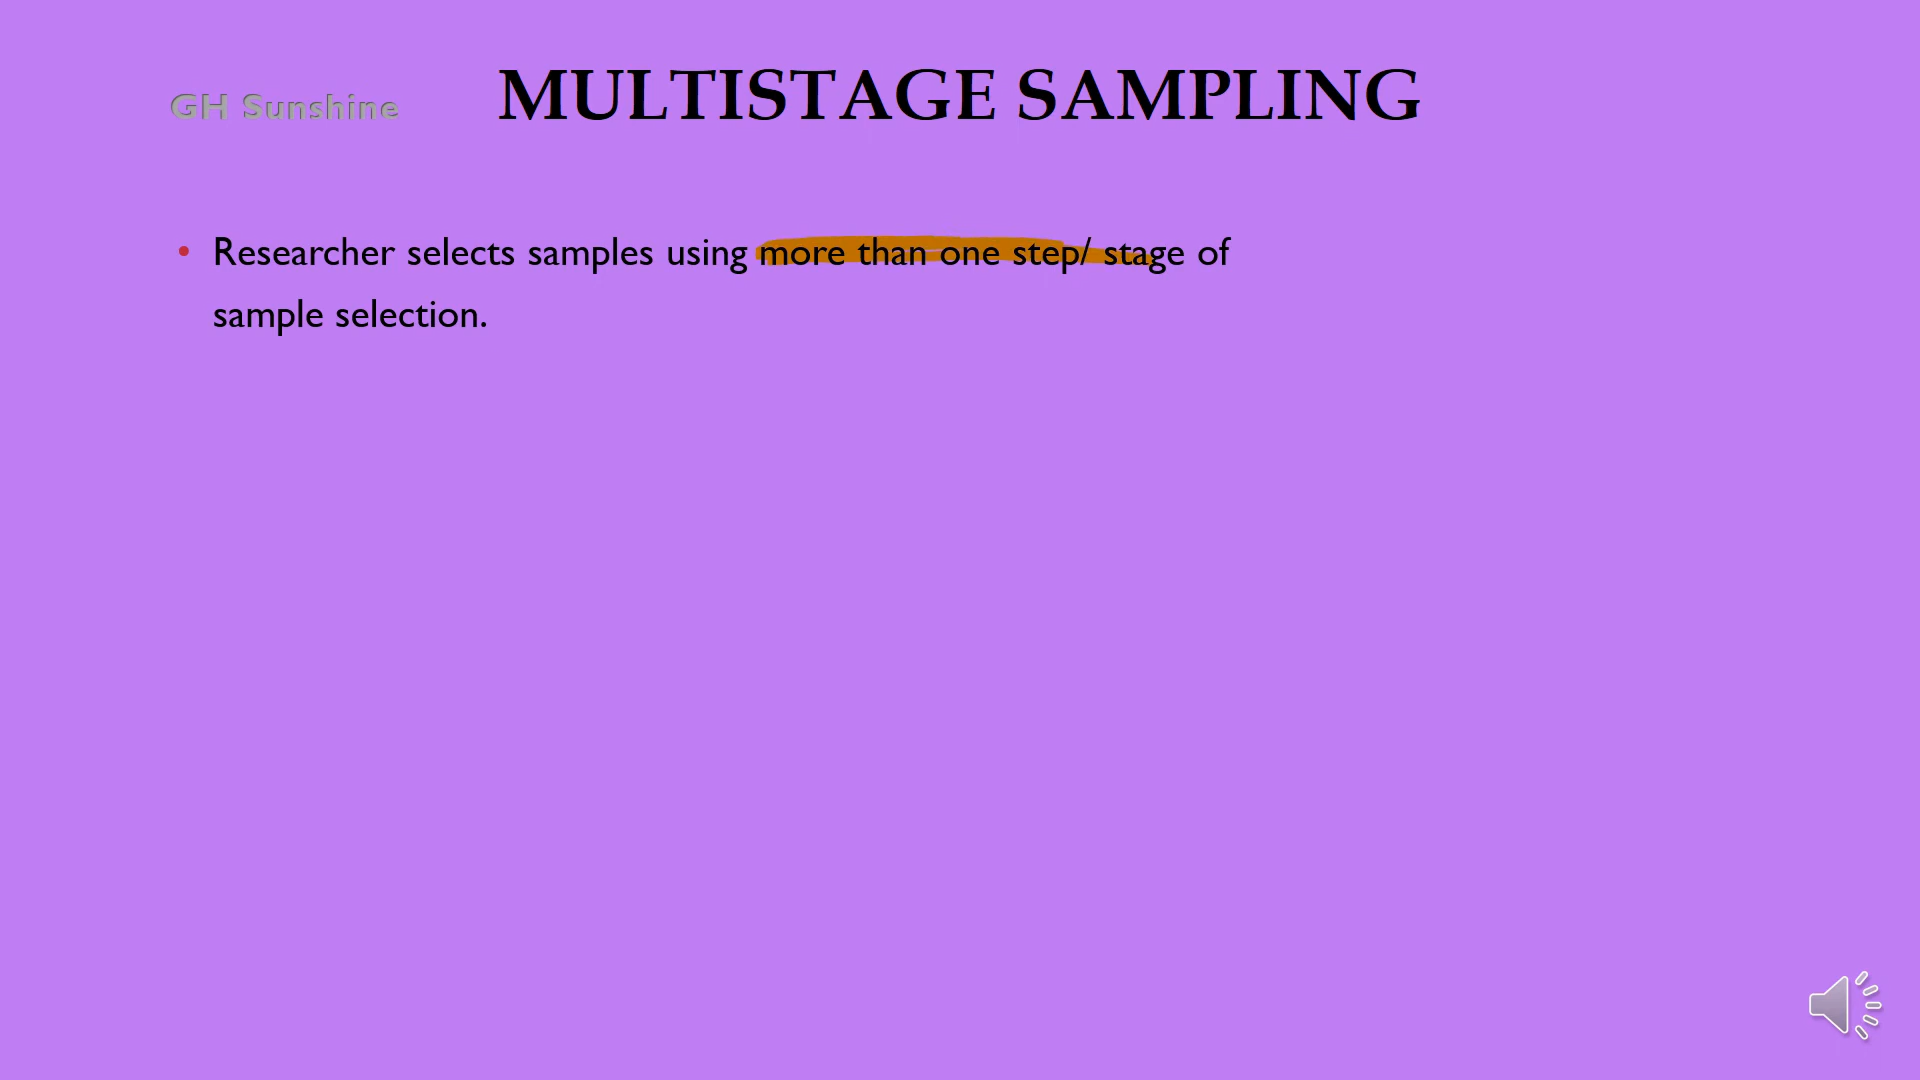 GH Sunshine
MULTISTAGE SAMPLING
• Researcher selects samples using more than one step/ stage of
sample selection.